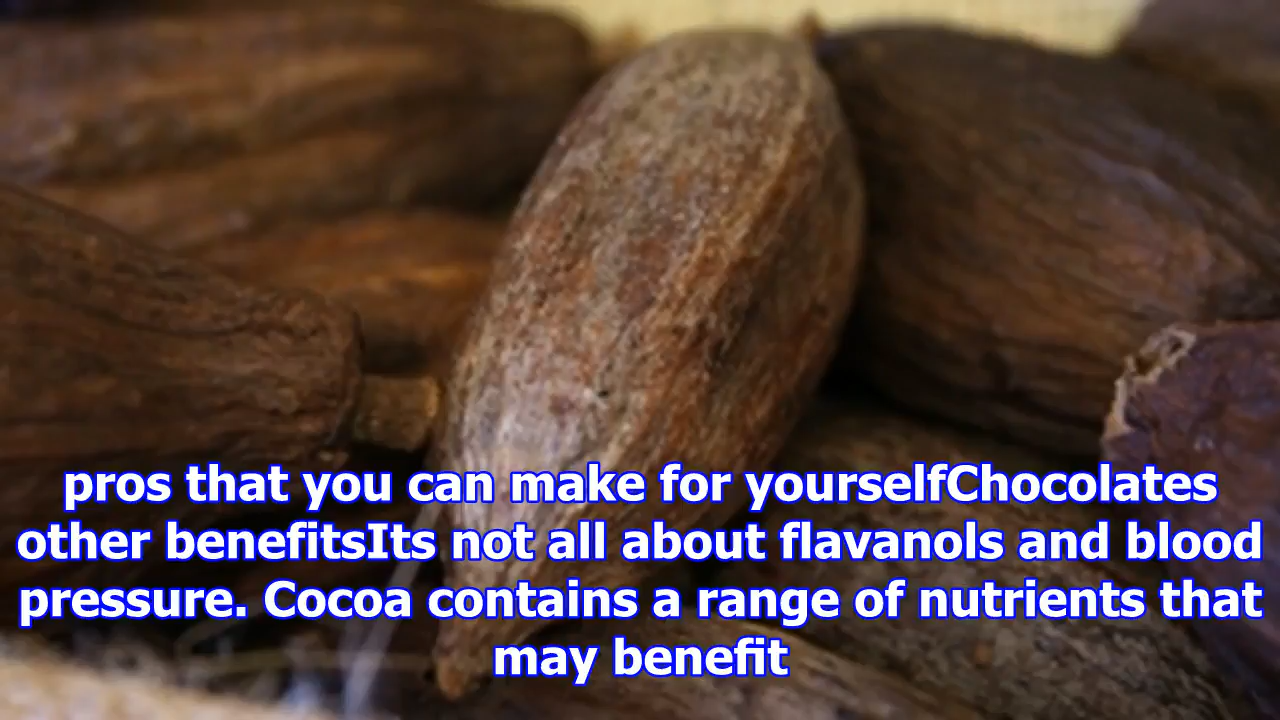 pros that you can make for yourselfChocolates
other benefitsIts not all about flavanols and blood
pressure. Cocoa contains a range of nutrients that
may benefit